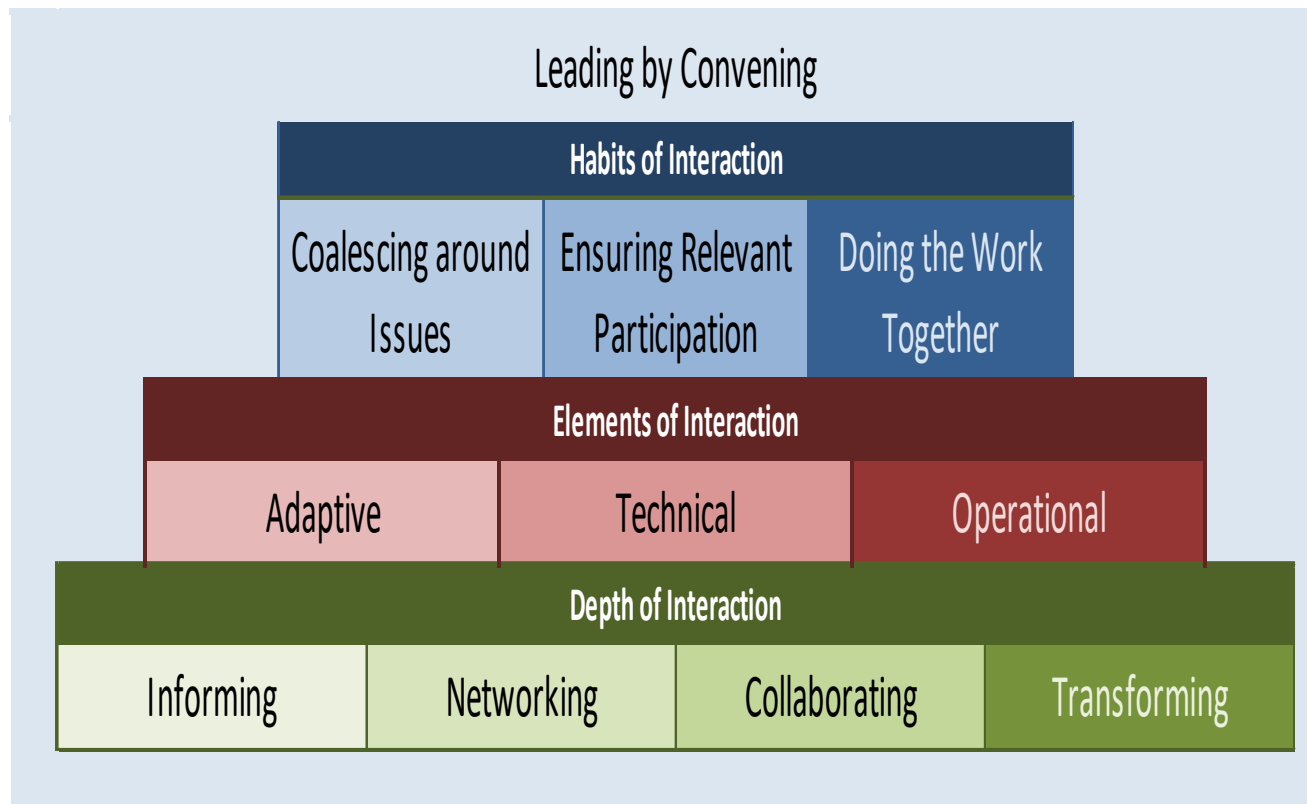 Leading by Convening
Habits of Interaction
Coalescing around
Issues
Ensuring Relevant
Participation
Doing the Work
Together
Elements of Interaction
Adaptive
Technical
Operational
Depth of Interaction
Informing
Networking
Collaborating
Transforming